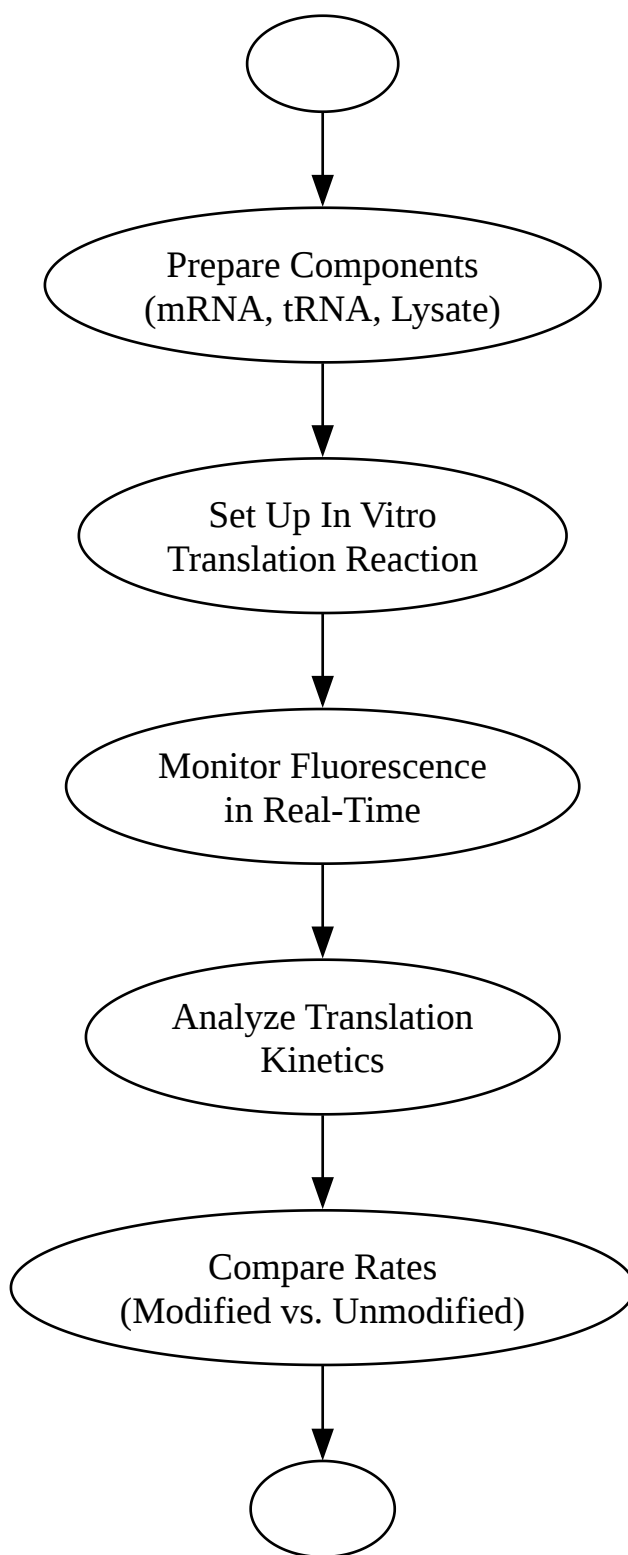 Prepare Components
(mRNA, tRNA, Lysate)
Set Up In Vitro
Translation Reaction
Monitor Fluorescence
in Real-Time
Analyze Translation
Kinetics
Compare Rates
(Modified vs. Unmodified)